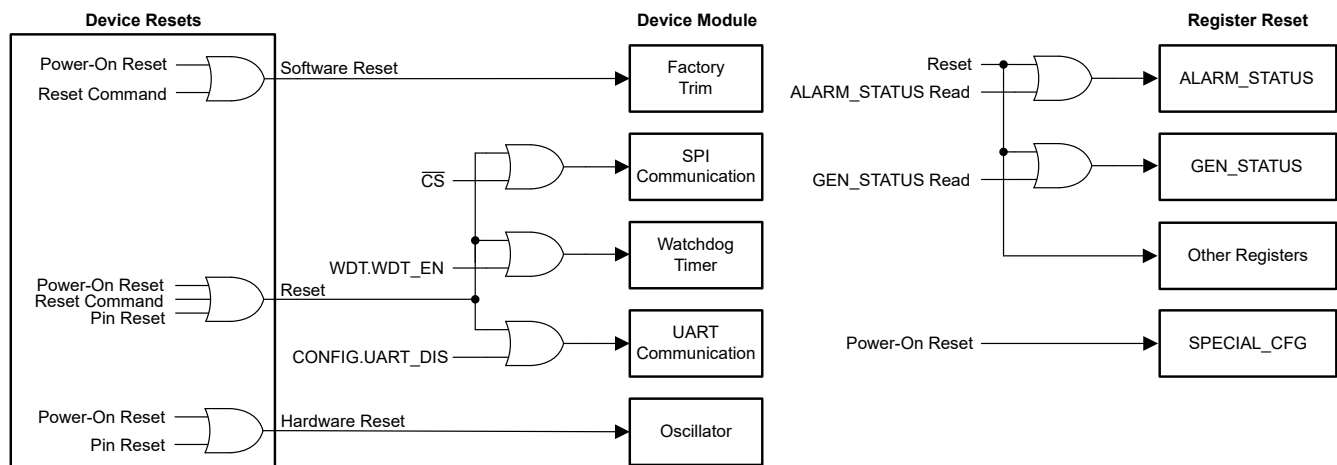 Device Resets
Device Module
Register Reset
Power-On Reset
Reset Command
Software Reset
Factory
Trim
Reset
ALARM_STATUS Read
ALARM_STATUS
CS
SPI
Communication
GEN_STATUS Read
GEN_STATUS
WDT.WDT_EN
Watchdog
Timer
Other Registers
Power-On Reset
Reset Command
Pin Reset
Reset
CONFIG.UART_DIS
UART
Communication
Power-On Reset
SPECIAL_CFG
Power-On Reset
Pin Reset
Hardware Reset
Oscillator